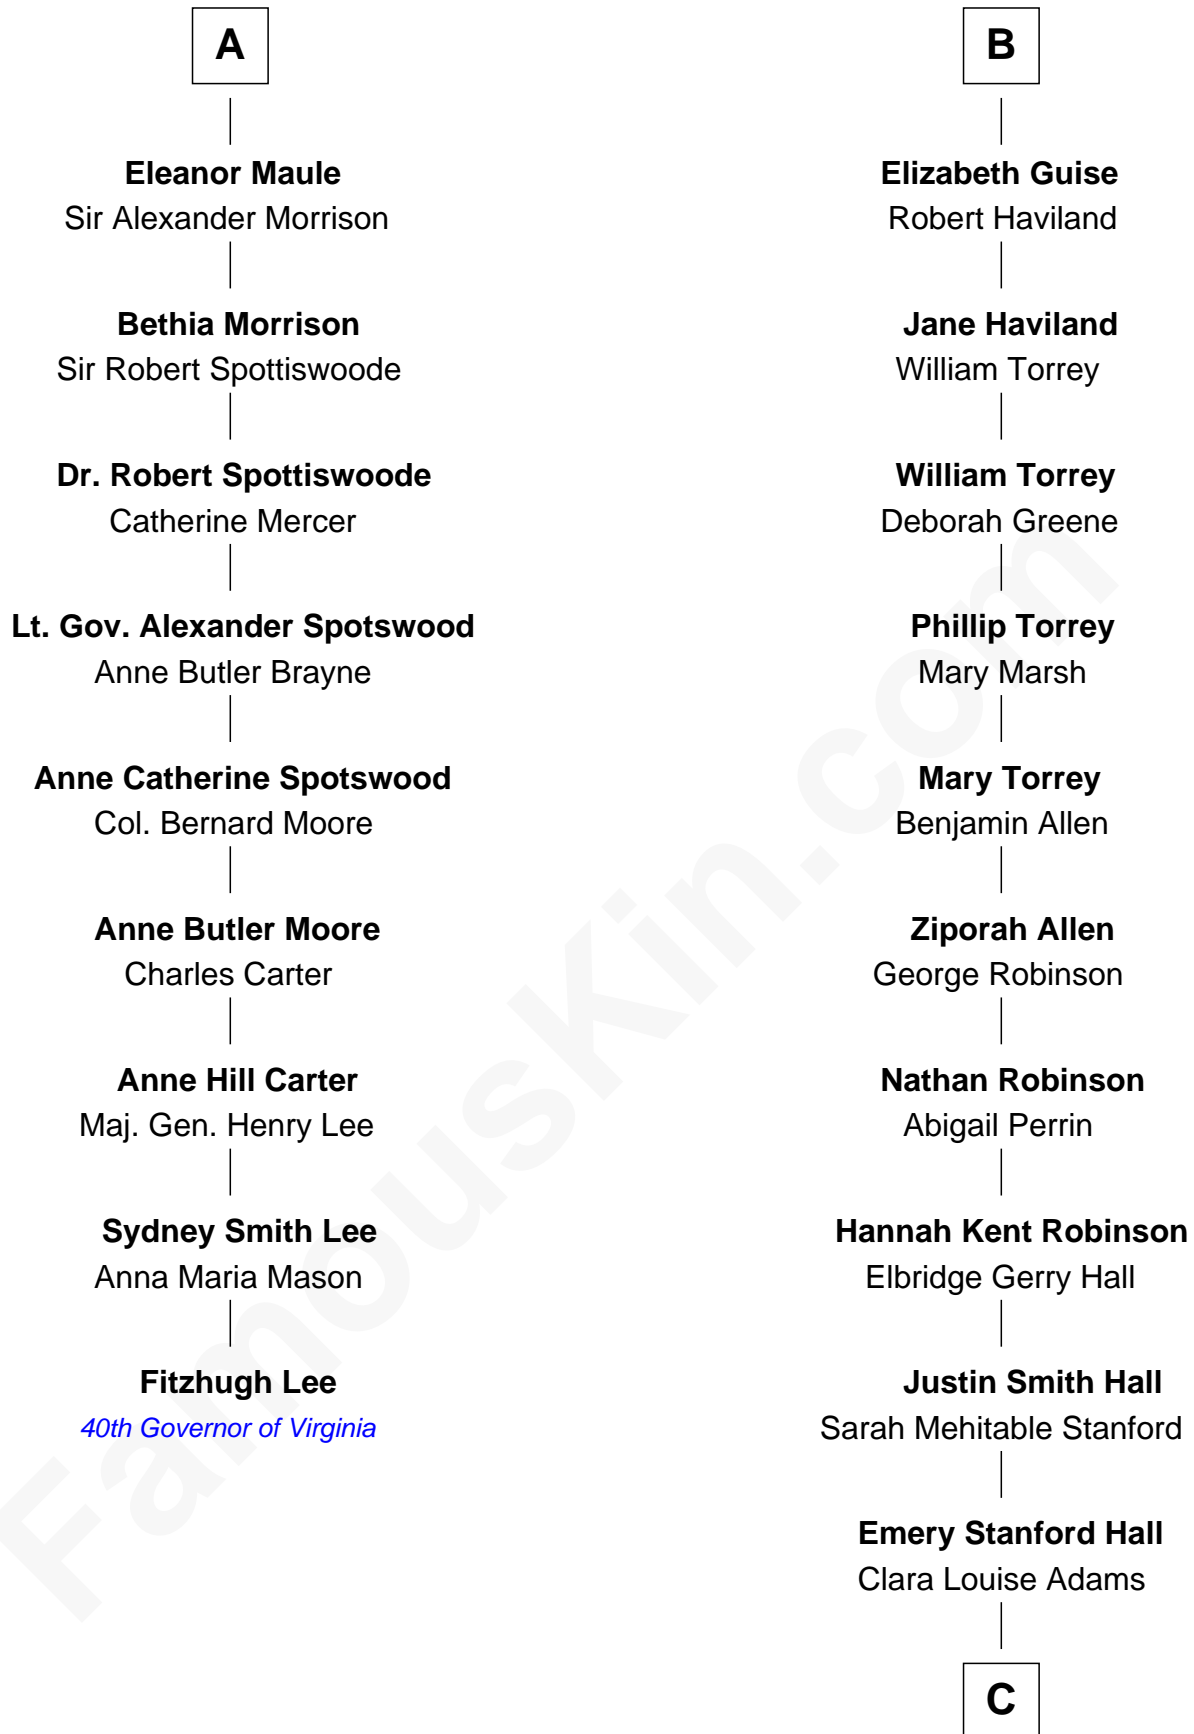 A
Eleanor Maule
Sir Alexander Morrison
Bethia Morrison
Sir Robert Spottiswoode
Dr. Robert Spottiswoode
Catherine Mercer
Lt. Gov. Alexander Spotswood
Anne Butler Brayne
Anne Catherine Spotswood
Col. Bernard Moore
Anne Butler Moore
Charles Carter
Anne Hill Carter
Maj. Gen. Henry Lee
Sydney Smith Lee
Anna Maria Mason
Fitzhugh Lee
40th Governor of Virginia
B
Elizabeth Guise
Robert Haviland
Jane Haviland
William Torrey
William Torrey
Deborah Greene
Phillip Torrey
Mary Marsh
Mary Torrey
Benjamin Allen
Ziporah Allen
George Robinson
Nathan Robinson
Abigail Perrin
Hannah Kent Robinson
Elbridge Gerry Hall
Justin Smith Hall
Sarah Mehitable Stanford
Emery Stanford Hall
Clara Louise Adams
C
FamousKin.com